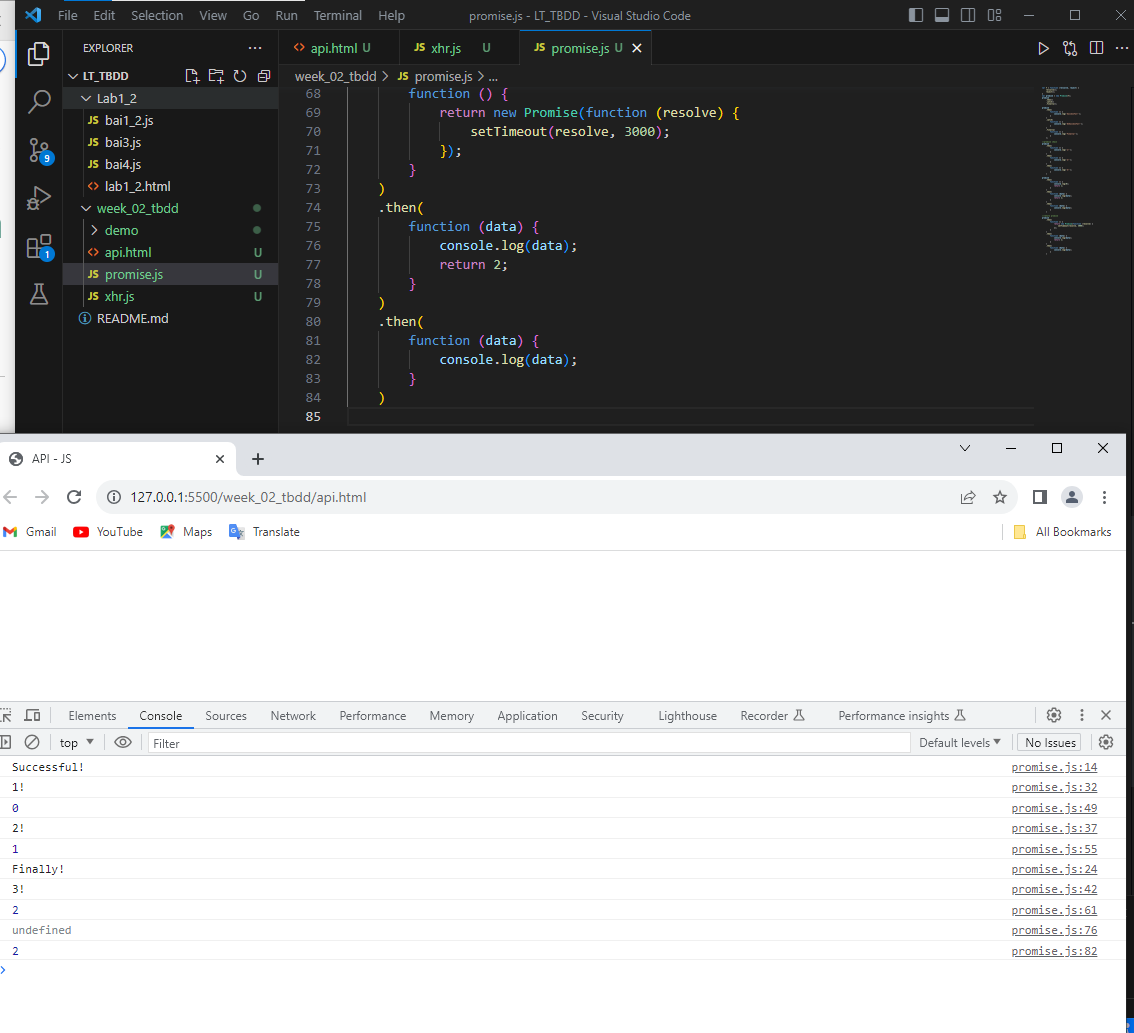 File Edit Selection View Go Run Terminal Help promise.js - LT_TBDD - Visual Studio Code
EXPLORER ...
api.html U JS xhr.js U JS promise.js U
LT_TBDD
week_02_tbdd > JS promise.js > ...
Lab1_2
JS bai1_2.js
JS bai3.js
JS bai4.js
lab1_2.html
week_02_tbdd
demo
api.html U
JS promise.js U
JS xhr.js U
README.md
9
1
68 function () {
69 return new Promise(function (resolve) {
70 setTimeout(resolve, 3000);
71 });
72 }
73 )
74 .then(
75 function (data) {
76 console.log(data);
77 return 2;
78 }
79 )
80 .then(
81 function (data) {
82 console.log(data);
83 }
84 )
85
API - JS
127.0.0.1:5500/week_02_tbdd/api.html
Gmail YouTube Maps Translate All Bookmarks
Elements Console Sources Network Performance Memory Application Security Lighthouse Recorder Performance insights
top Filter Default levels No Issues
Successful! promise.js:14
1! promise.js:32
0 promise.js:49
2! promise.js:37
1 promise.js:55
Finally! promise.js:24
3! promise.js:42
2 promise.js:61
undefined promise.js:76
2 promise.js:82
>